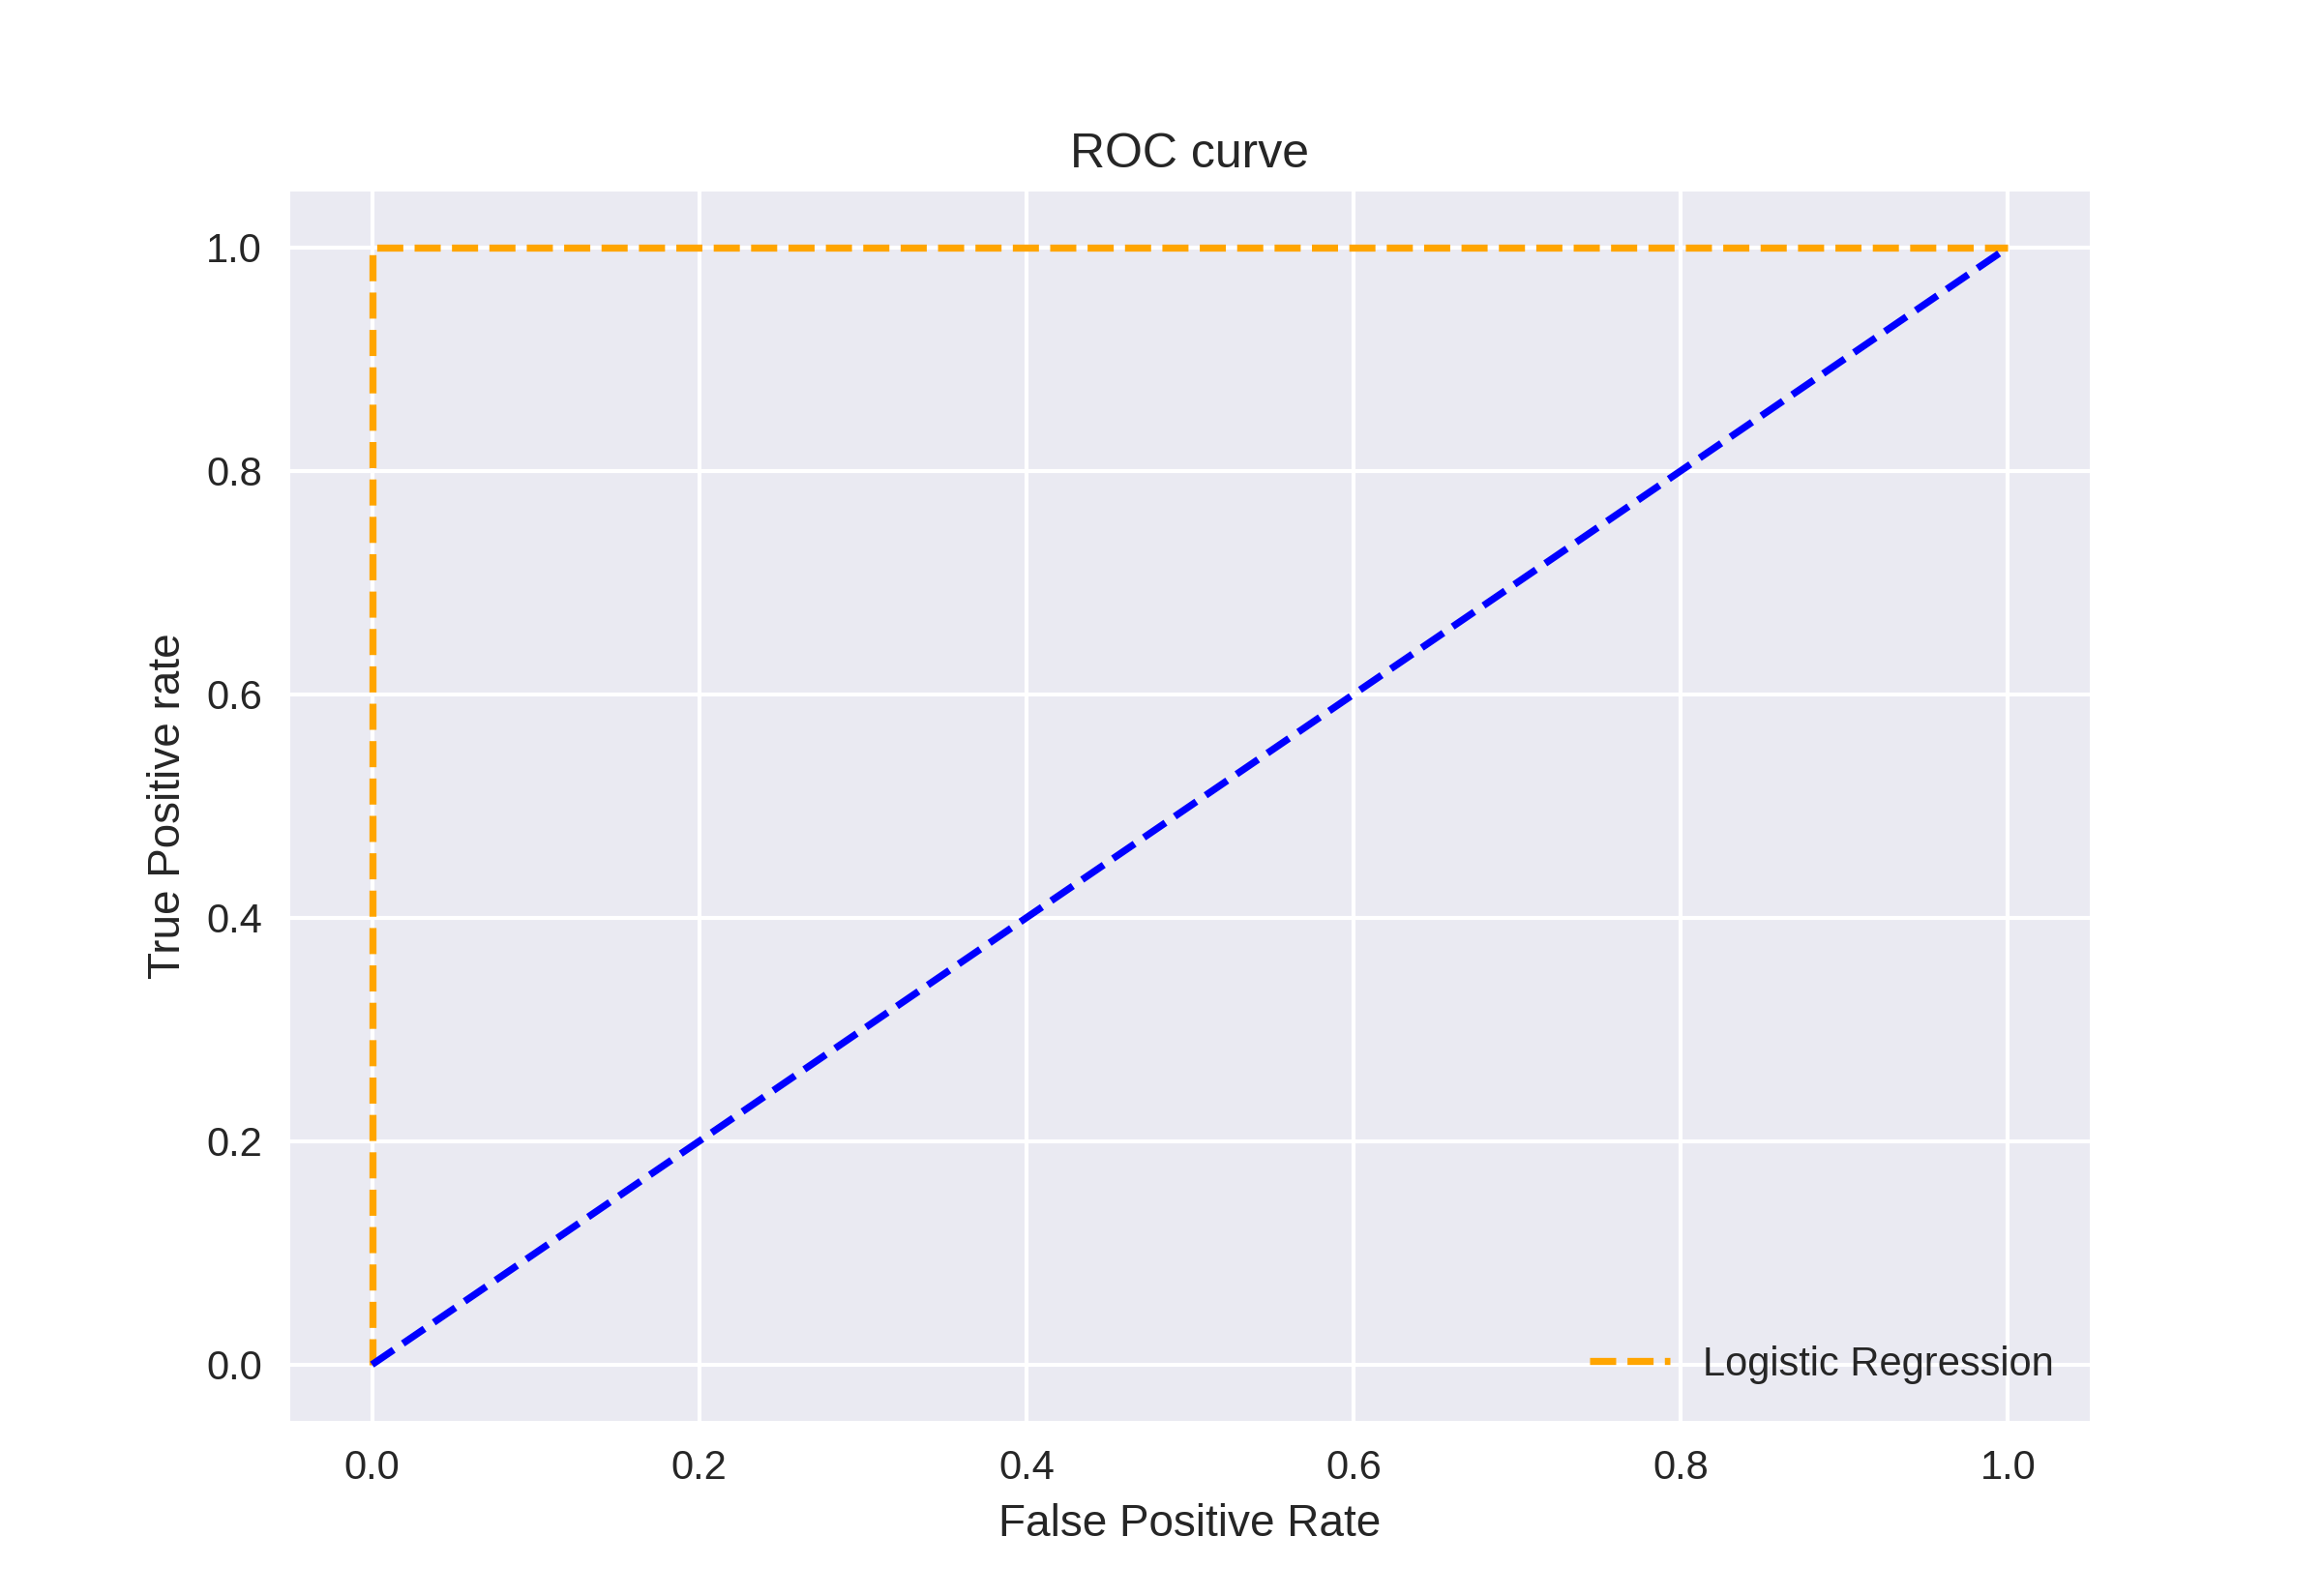 ROC curve
True Positive rate
1.0
0.8
0.6
0.4
0.2
0.0
Logistic Regression
0.0 0.2 0.4 0.6 0.8 1.0
False Positive Rate